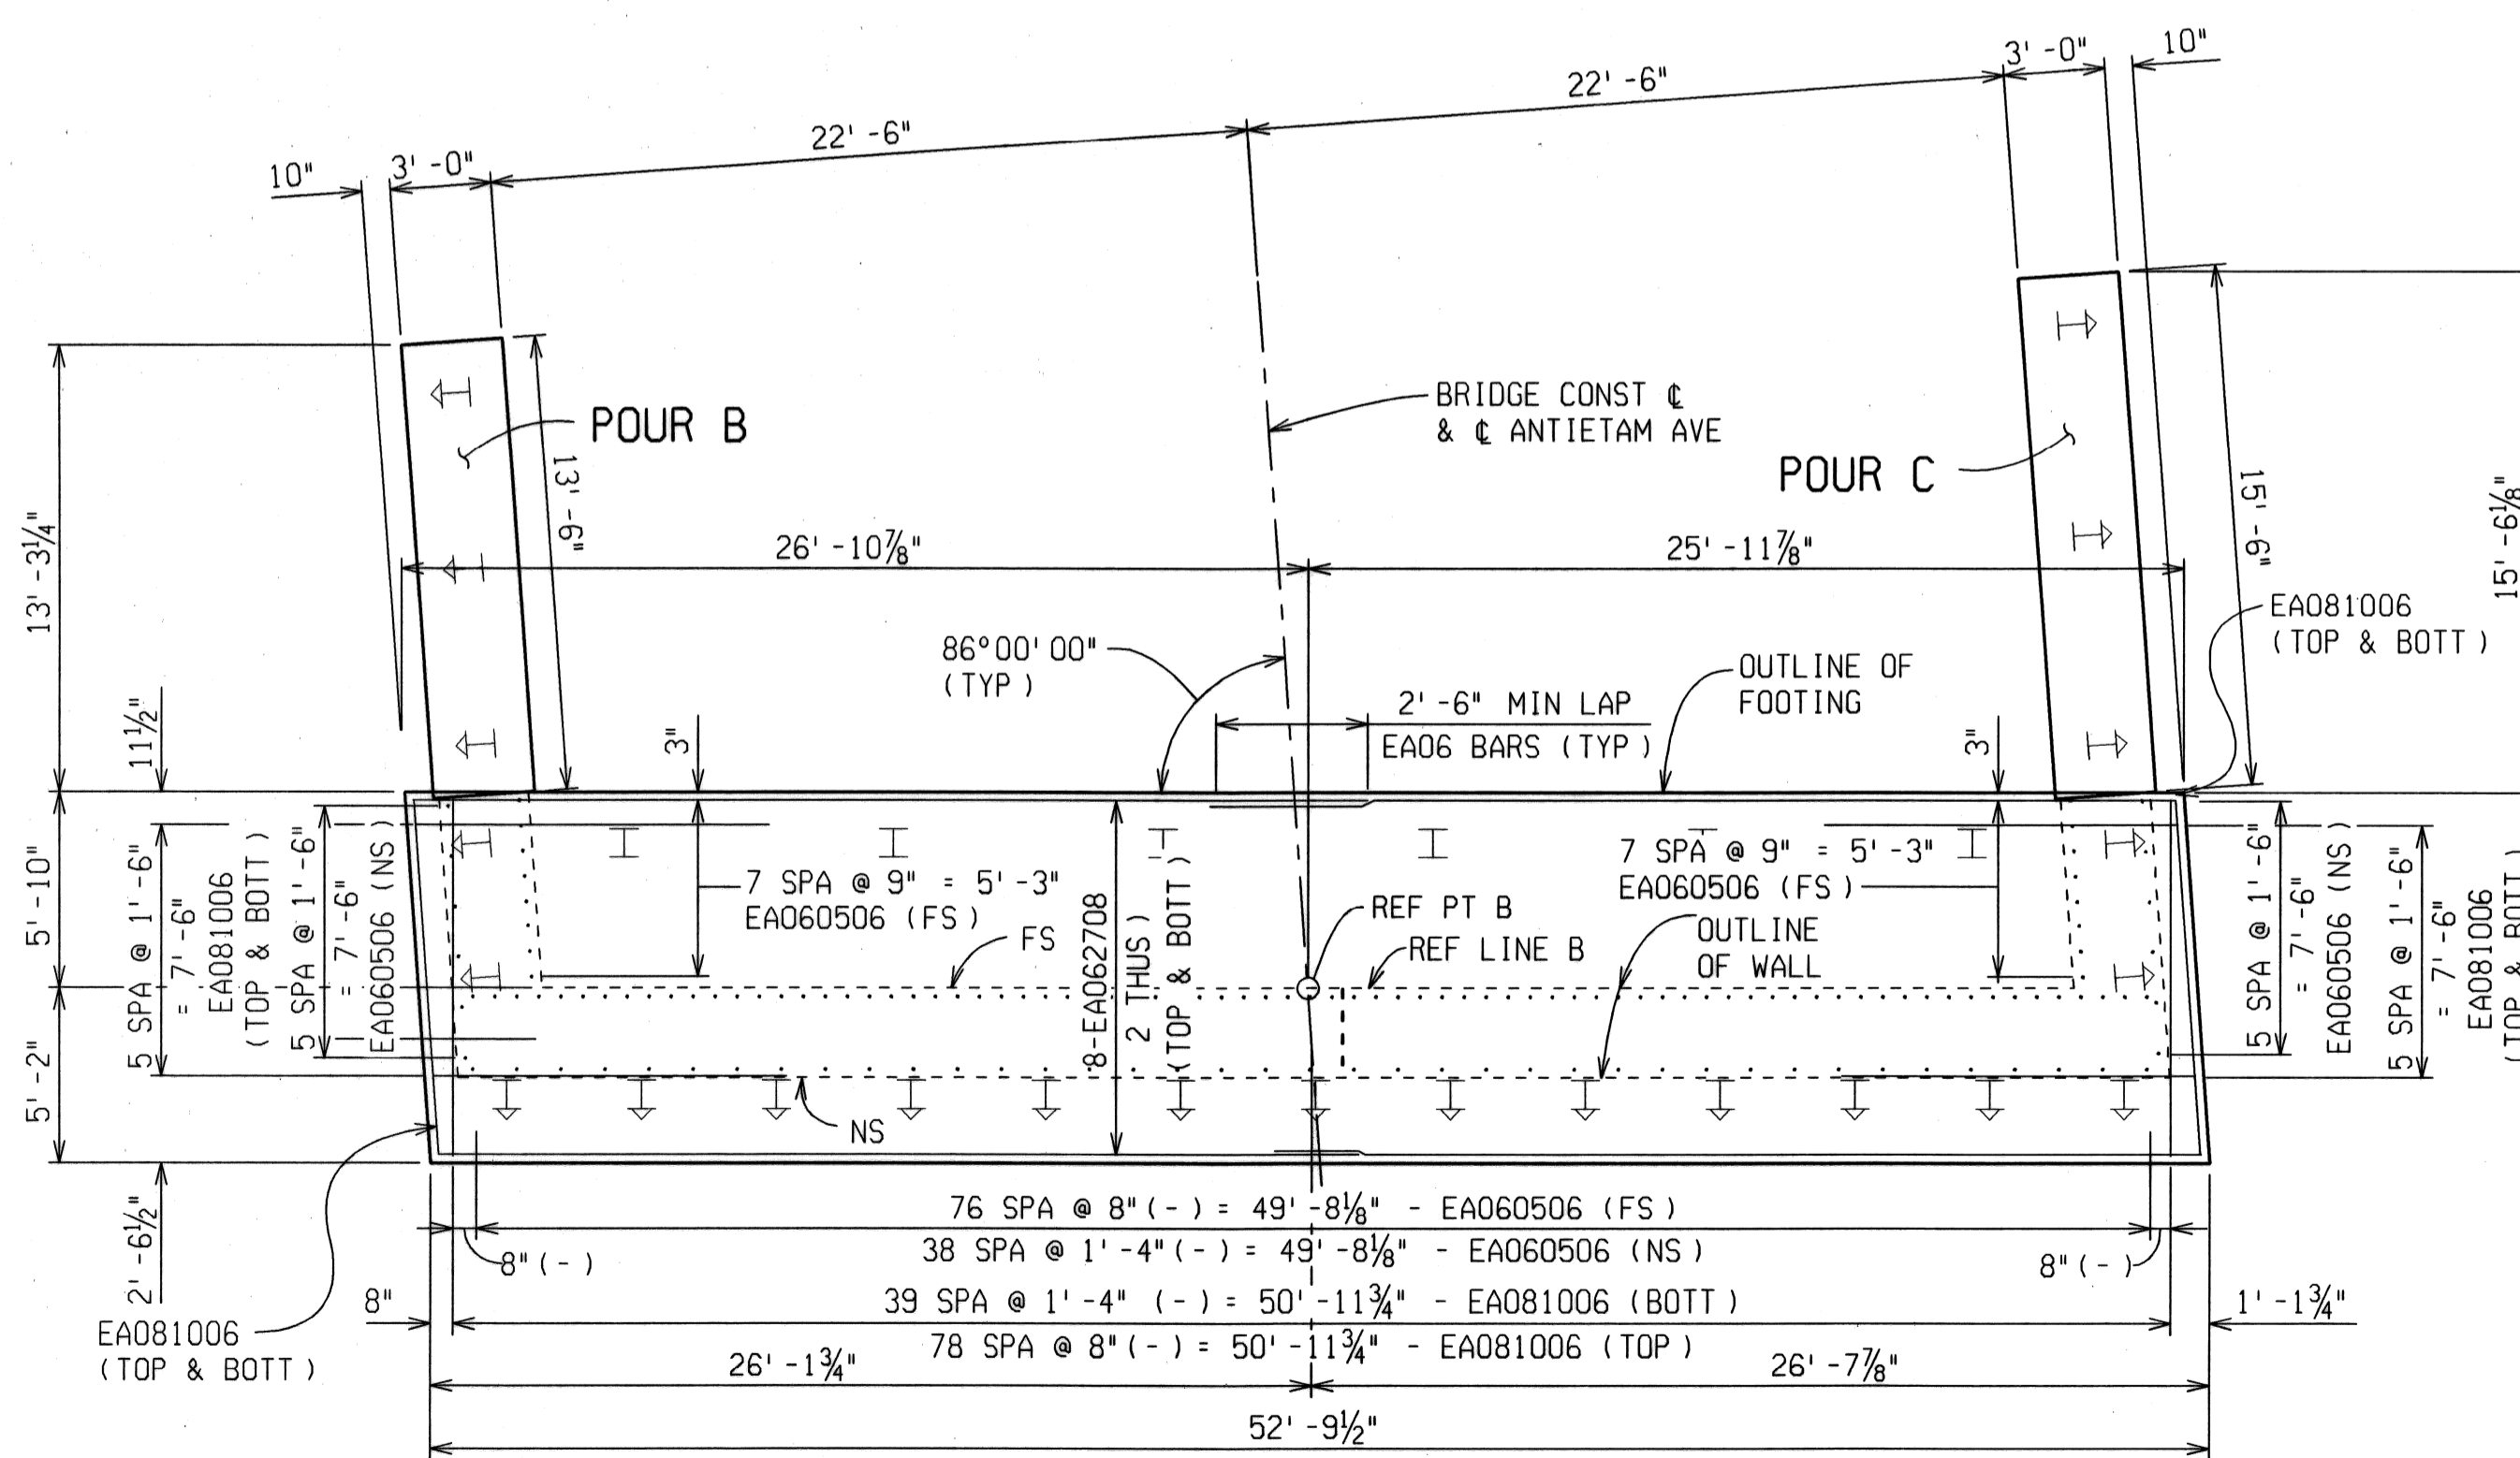 3'-0"
10"
22'-6"
22'-6"
3'-0"
10"
POUR B
13'-6"
BRIDGE CONST ℄
& ℄ ANTIETAM AVE
POUR C
15'-6"
15'-6⅛"
13'-3¼"
26'-10⅞"
25'-11⅞"
EA081006
(TOP & BOTT)
86°00'00"
(TYP)
OUTLINE OF
FOOTING
2'-6" MIN LAP
EA06 BARS (TYP)
11½"
3"
3"
5'-10"
5'-2"
2'-6½"
5 SPA @ 1'-6"
= 7'-6"
EA081006
(TOP & BOTT)
5 SPA @ 1'-6"
= 7'-6"
EA060506 (NS)
7 SPA @ 9" = 5'-3"
EA060506 (FS)
FS
8-EA062708
2 THUS
(TOP & BOTT)
REF PT B
REF LINE B
7 SPA @ 9" = 5'-3"
EA060506 (FS)
OUTLINE
OF WALL
5 SPA @ 1'-6"
= 7'-6"
EA060506 (NS)
5 SPA @ 1'-6"
= 7'-6"
EA081006
(TOP & BOTT)
NS
76 SPA @ 8"(-) = 49'-8⅛" - EA060506 (FS)
8"(-)
38 SPA @ 1'-4"(-) = 49'-8⅛" - EA060506 (NS)
8"(-)
8"
39 SPA @ 1'-4" (-) = 50'-11¾" - EA081006 (BOTT)
1'-1¾"
EA081006
(TOP & BOTT)
78 SPA @ 8"(-) = 50'-11¾" - EA081006 (TOP)
26'-1¾"
26'-7⅞"
52'-9½"